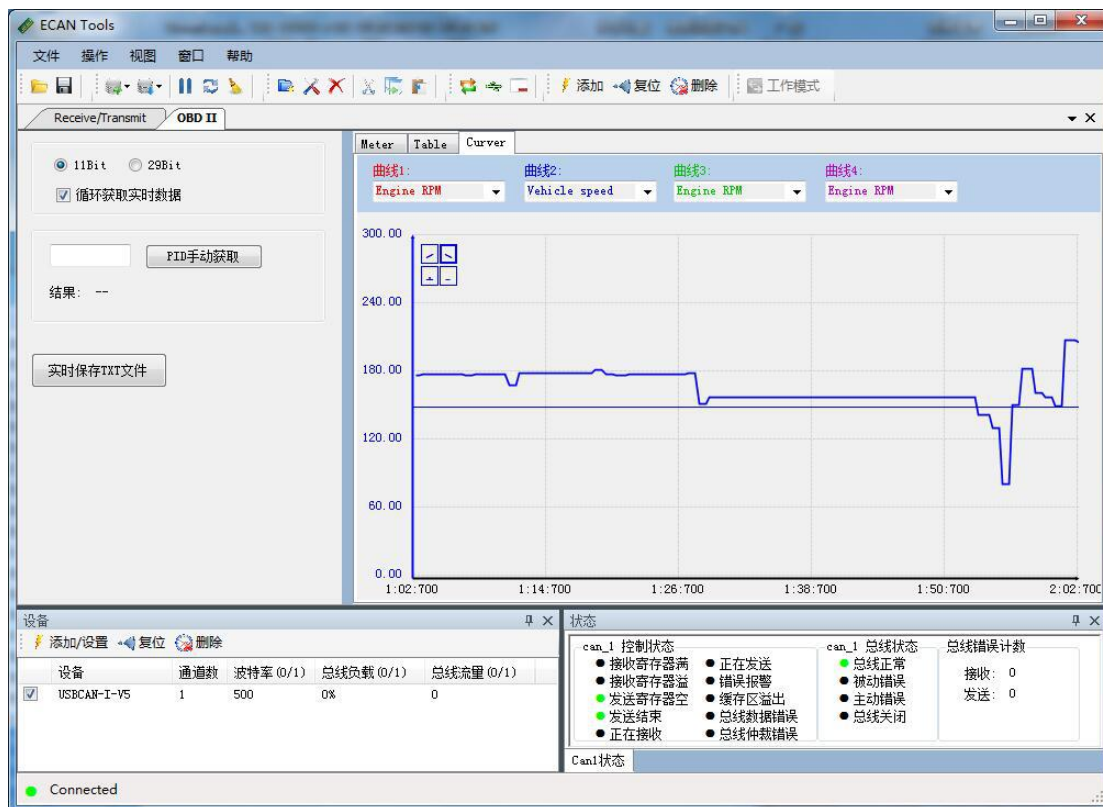 ECAN Tools
文件 操作 视图 窗口 帮助
添加 复位 删除 工作模式
Receive/Transmit OBD II
11Bit 29Bit
循环获取实时数据
PID手动获取
结果: --
实时保存TXT文件
Meter Table Curver
曲线1: 曲线2: 曲线3: 曲线4:
Engine RPM Vehicle speed Engine RPM Engine RPM
300.00
240.00
180.00
120.00
60.00
0.00
1:02:700 1:14:700 1:26:700 1:38:700 1:50:700 2:02:700
设备
添加/设置 复位 删除
设备 通道数 波特率(0/1) 总线负载(0/1) 总线流量(0/1)
USBCAN-I-V5 1 500 0% 0
状态
can_1 控制状态
接收寄存器满 正在发送
接收寄存器溢 错误报警
发送寄存器空 缓存区溢出
发送结束 总线数据错误
正在接收 总线仲裁错误
can_1 总线状态
总线正常
被动错误
主动错误
总线关闭
总线错误计数
接收: 0
发送: 0
Can1状态
Connected